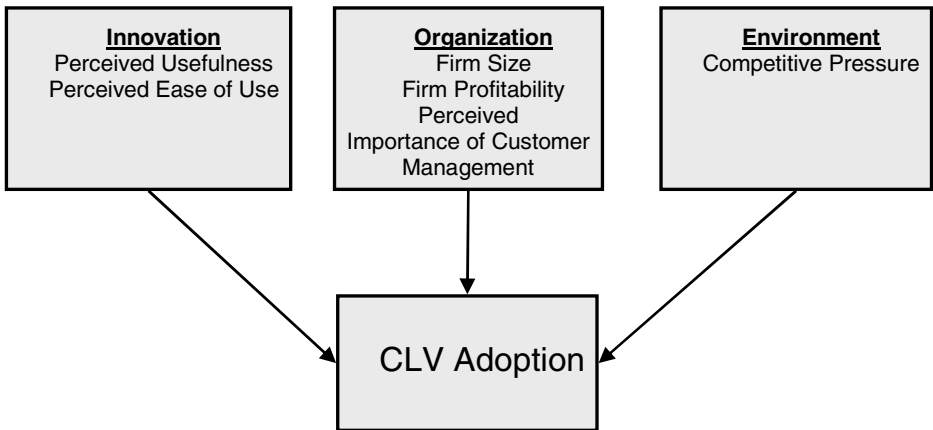 Innovation
Perceived Usefulness
Perceived Ease of Use
Organization
Firm Size
Firm Profitability
Perceived
Importance of Customer
Management
Environment
Competitive Pressure
CLV Adoption